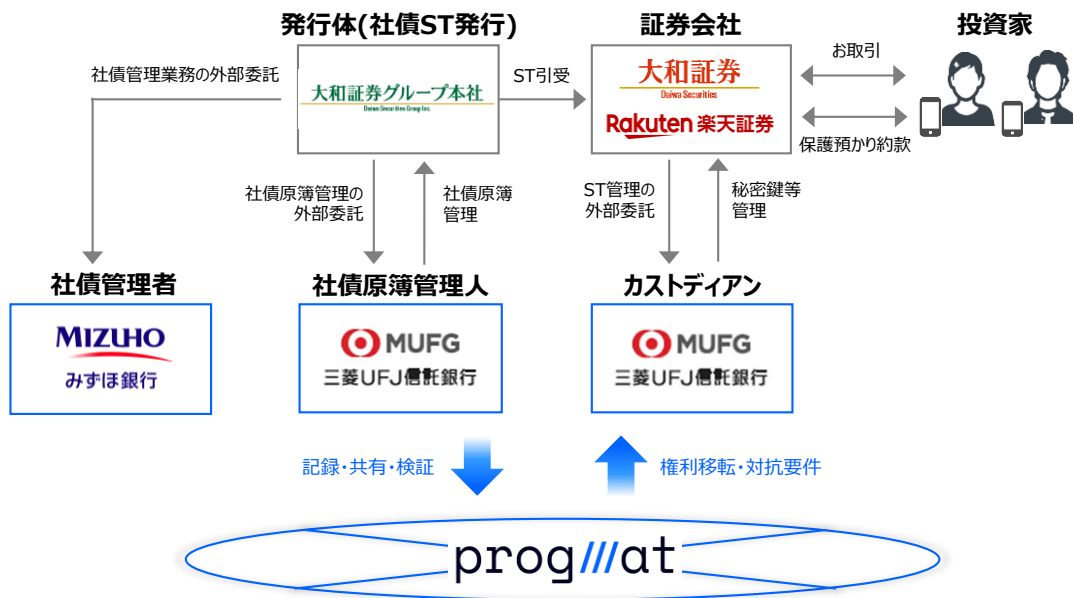 発行体(社債ST発行)
証券会社
投資家
社債管理業務の外部委託
大和証券グループ本社
Daiwa Securities Group Inc.
ST引受
大和証券
Daiwa Securities
Rakuten 楽天証券
お取引
保護預かり約款
社債原簿管理の
外部委託
社債原簿
管理
ST管理の
外部委託
秘密鍵等
管理
社債管理者
MIZUHO
みずほ銀行
社債原簿管理人
MUFG
三菱UFJ信託銀行
カストディアン
MUFG
三菱UFJ信託銀行
記録・共有・検証
権利移転・対抗要件
progmat